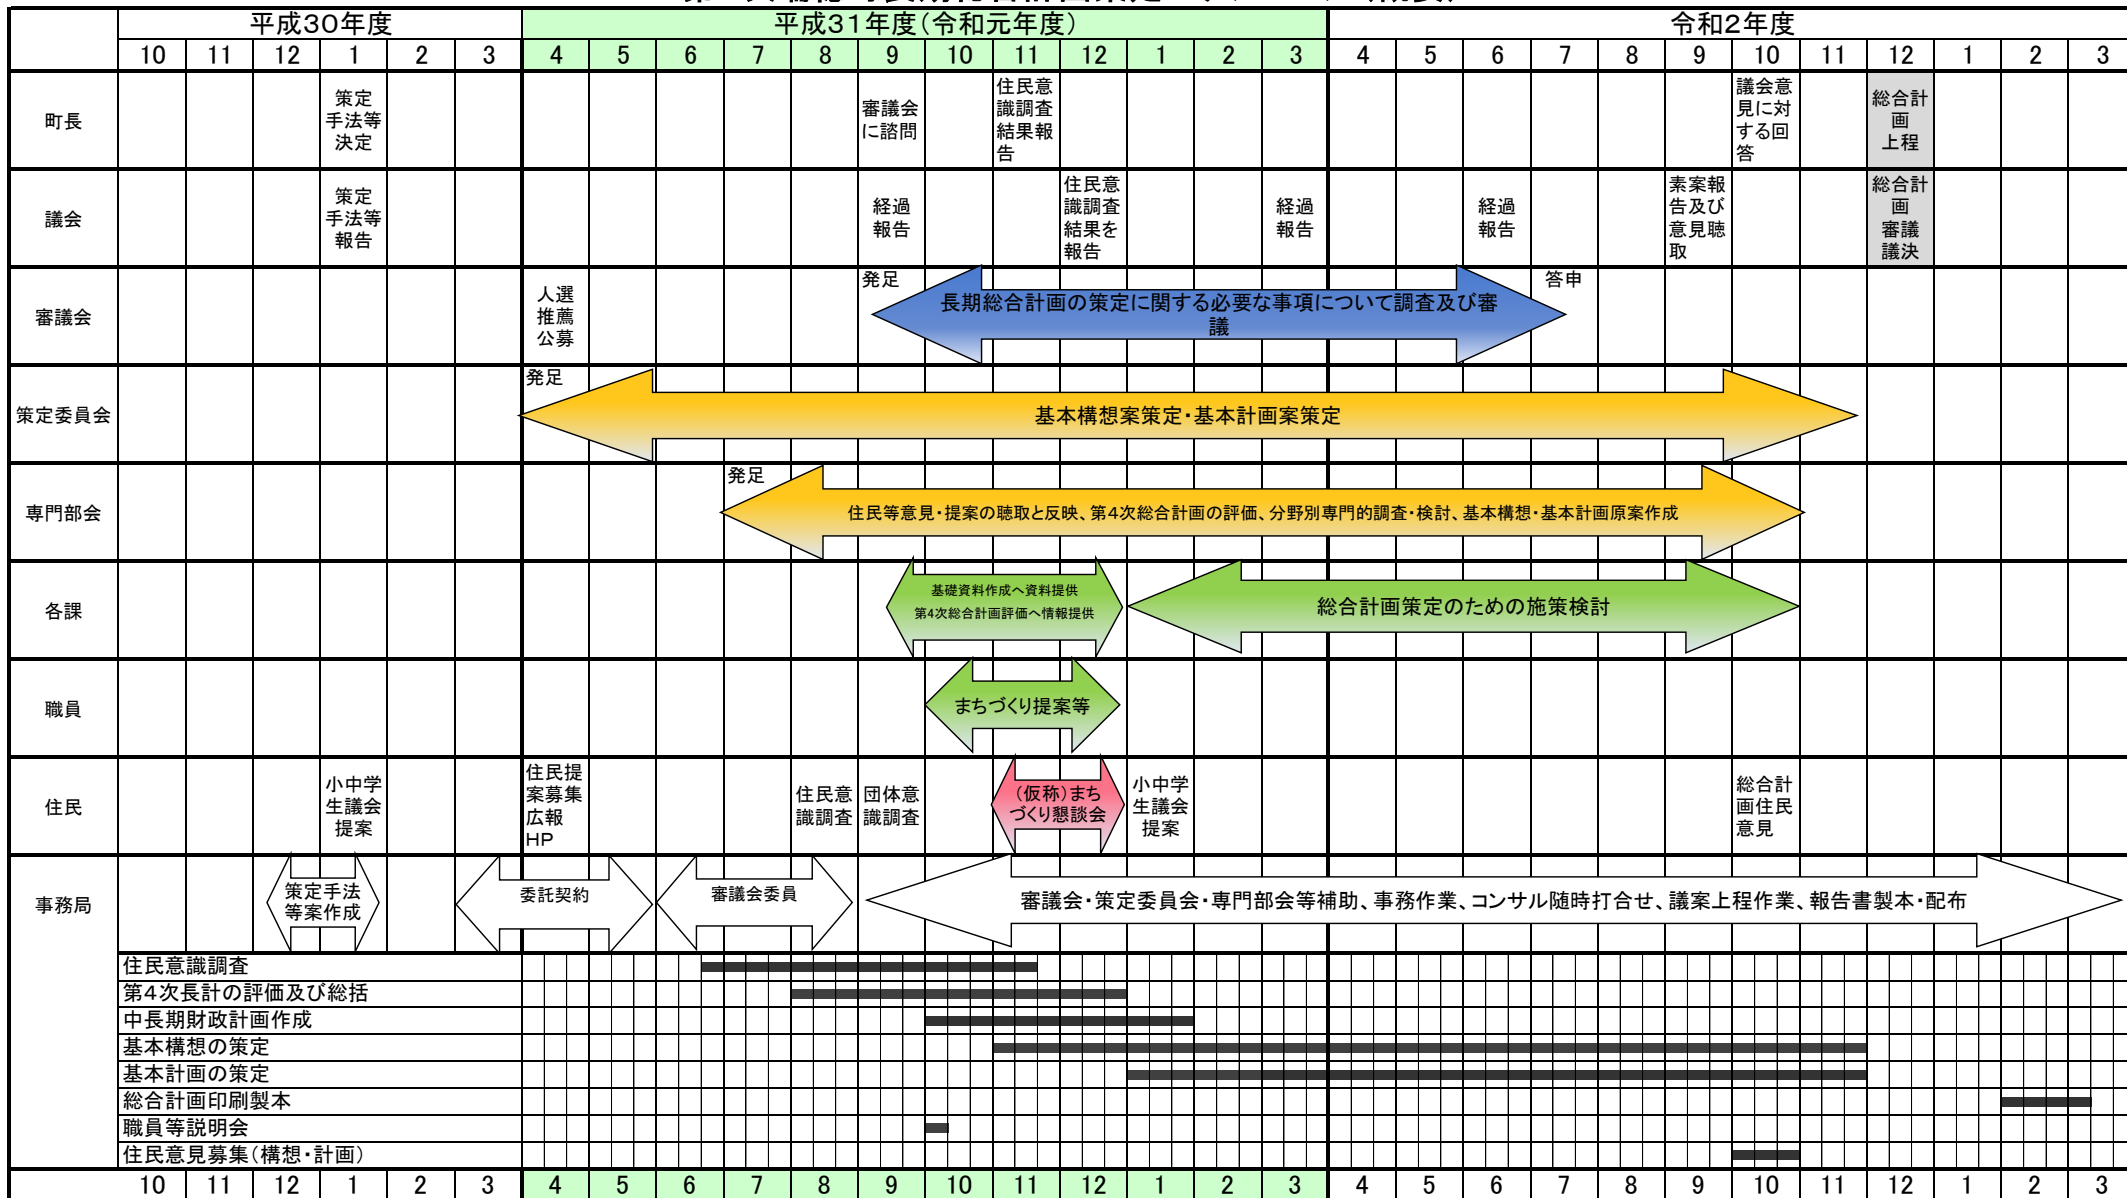 平成30年度
平成31年度(令和元年度)
令和2年度
10 11 12 1 2 3 4 5 6 7 8 9 10 11 12 1 2 3 4 5 6 7 8 9 10 11 12 1 2 3
町長
策定
手法等
決定
審議会
に諮問
住民意
識調査
結果報
告
議会意
見に対
する回
答
総合計
画
上程
議会
策定
手法等
報告
経過
報告
住民意
識調査
結果を
報告
経過
報告
経過
報告
素案報
告及び
意見聴
取
総合計
画
審議
議決
審議会
人選
推薦
公募
発足
長期総合計画の策定に関する必要な事項について調査及び審
議
答申
策定委員会
発足
基本構想案策定・基本計画案策定
専門部会
発足
住民等意見・提案の聴取と反映、第4次総合計画の評価、分野別専門的調査・検討、基本構想・基本計画原案作成
各課
基礎資料作成へ資料提供
第4次総合計画評価へ情報提供
総合計画策定のための施策検討
職員
まちづくり提案等
住民
小中学
生議会
提案
住民提
案募集
広報
HP
住民意
識調査
団体意
識調査
(仮称)まち
づくり懇談会
小中学
生議会
提案
総合計
画住民
意見
事務局
策定手法
等案作成
委託契約
審議会委員
審議会・策定委員会・専門部会等補助、事務作業、コンサル随時打合せ、議案上程作業、報告書製本・配布
住民意識調査
第4次長計の評価及び総括
中長期財政計画作成
基本構想の策定
基本計画の策定
総合計画印刷製本
職員等説明会
住民意見募集(構想・計画)
10 11 12 1 2 3 4 5 6 7 8 9 10 11 12 1 2 3 4 5 6 7 8 9 10 11 12 1 2 3